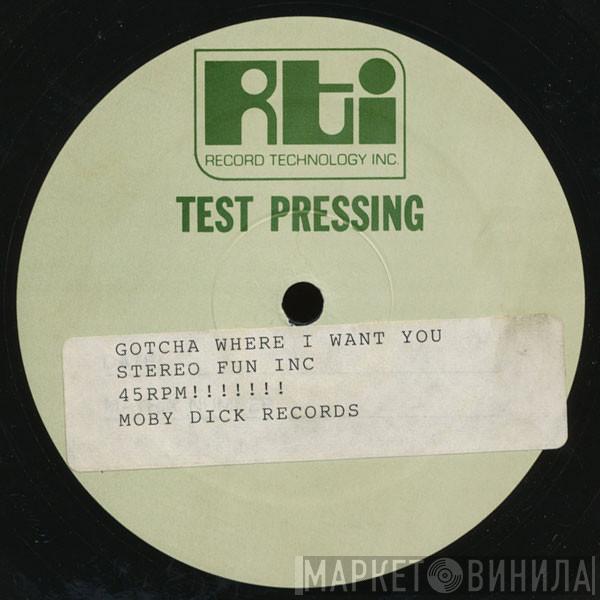 Rti
RECORD TECHNOLOGY INC.
TEST PRESSING
GOTCHA WHERE I WANT YOU
STEREO FUN INC
45RPM!!!!!!!
MOBY DICK RECORDS
МАРКЕТ ВИНИЛА